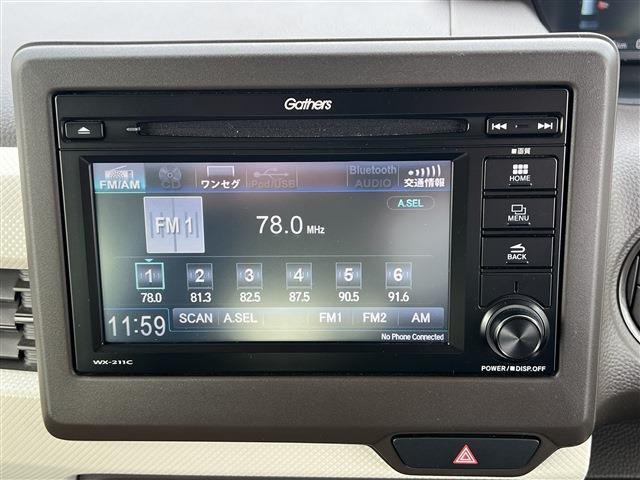 Gathers
FM/AM CD ワンセグ iPod/USB Bluetooth AUDIO 交通情報
画質
HOME
A.SEL
FM 1 78.0 MHz
MENU
BACK
1 2 3 4 5 6
78.0 81.3 82.5 87.5 90.5 91.6
11:59 SCAN A.SEL FM1 FM2 AM
No Phone Connected
WX-211C
POWER/ DISP.OFF